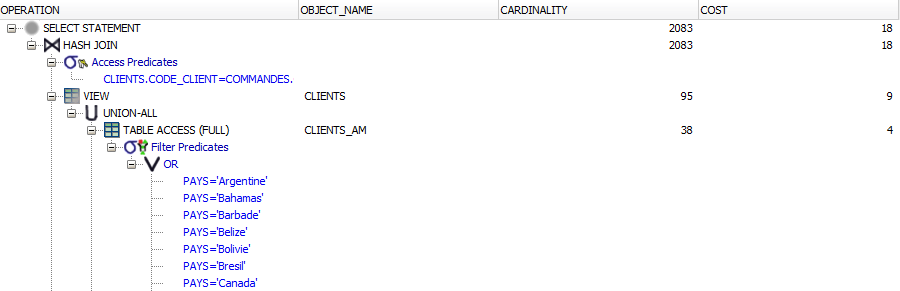 OPERATION OBJECT_NAME CARDINALITY COST
SELECT STATEMENT 2083 18
HASH JOIN 2083 18
Access Predicates
CLIENTS.CODE_CLIENT=COMMANDES.
VIEW CLIENTS 95 9
UNION-ALL
TABLE ACCESS (FULL) CLIENTS_AM 38 4
Filter Predicates
OR
PAYS='Argentine'
PAYS='Bahamas'
PAYS='Barbade'
PAYS='Belize'
PAYS='Bolivie'
PAYS='Bresil'
PAYS='Canada'